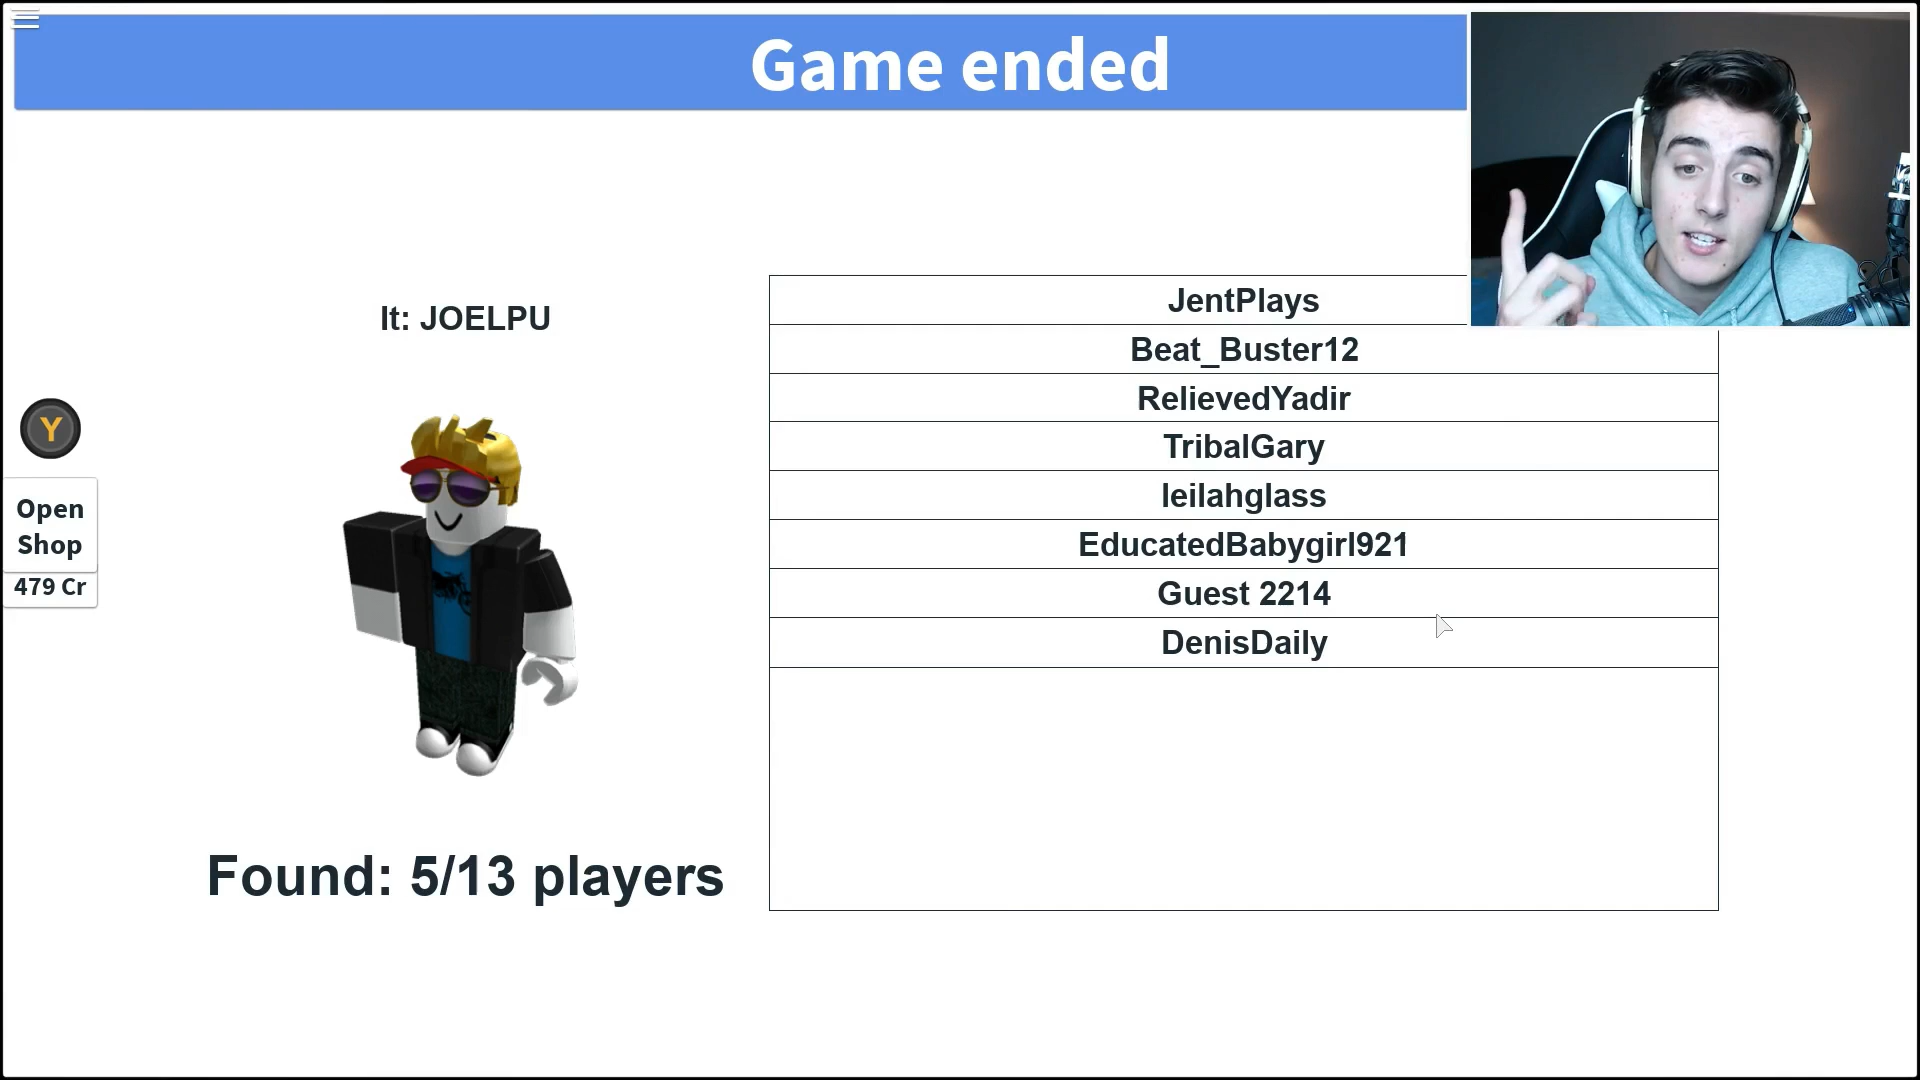 Game ended
It: JOELPU
JentPlays
Beat_Buster12
RelievedYadir
TribalGary
leilahglass
EducatedBabygirl921
Guest 2214
DenisDaily
Y
Open
Shop
479 Cr
Found: 5/13 players